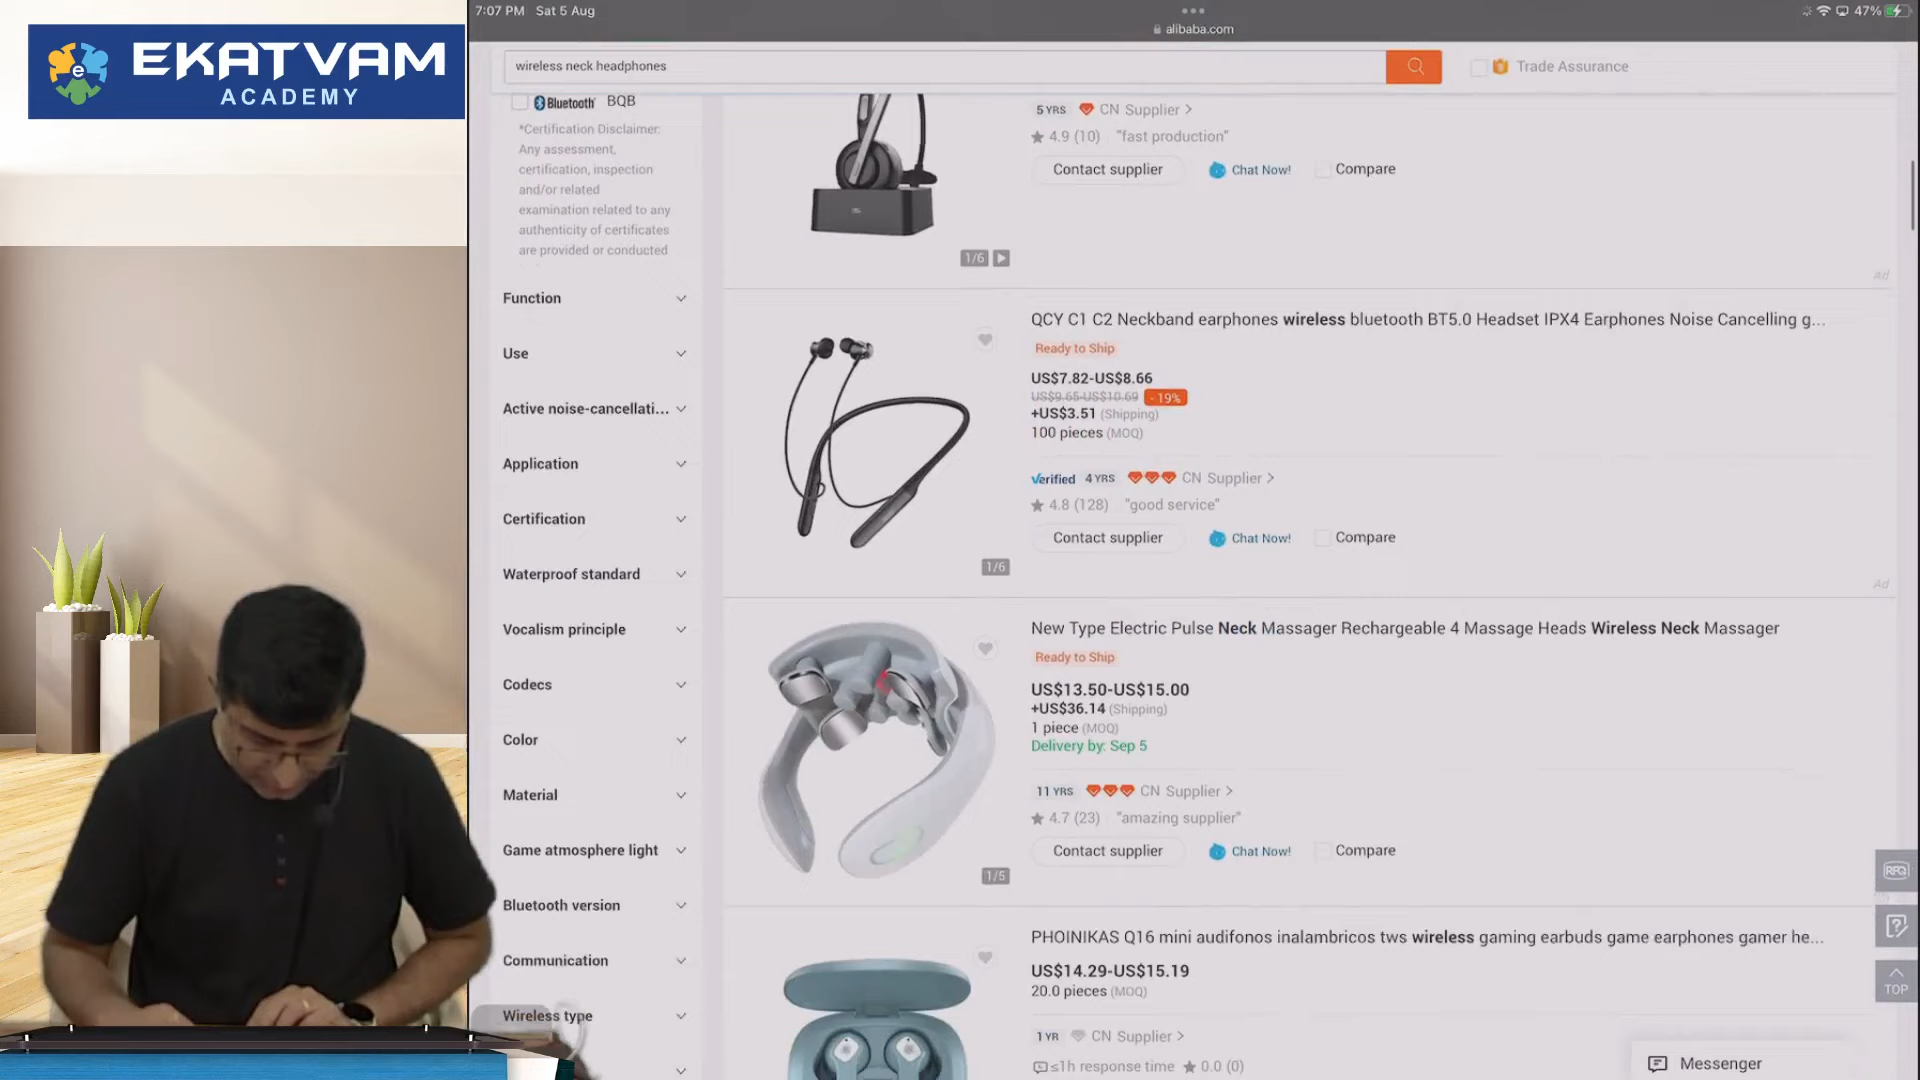 EKATVAM
ACADEMY
7:07 PM Sat 5 Aug
alibaba.com
47%
wireless neck headphones
Trade Assurance
Bluetooth BQB
*Certification Disclaimer:
Any assessment,
certification, inspection
and/or related
examination related to any
authenticity of certificates
are provided or conducted
Function
Use
Active noise-cancellati...
Application
Certification
Waterproof standard
Vocalism principle
Codecs
Color
Material
Game atmosphere light
Bluetooth version
Communication
Wireless type
5 YRS CN Supplier >
4.9 (10) "fast production"
Contact supplier Chat Now! Compare
1/6
Ad
QCY C1 C2 Neckband earphones wireless bluetooth BT5.0 Headset IPX4 Earphones Noise Cancelling g...
Ready to Ship
US$7.82-US$8.66
US$9.65-US$10.69 - 19%
+US$3.51 (Shipping)
100 pieces (MOQ)
Verified 4 YRS CN Supplier >
4.8 (128) "good service"
Contact supplier Chat Now! Compare
1/6
Ad
New Type Electric Pulse Neck Massager Rechargeable 4 Massage Heads Wireless Neck Massager
Ready to Ship
US$13.50-US$15.00
+US$36.14 (Shipping)
1 piece (MOQ)
Delivery by: Sep 5
11 YRS CN Supplier >
4.7 (23) "amazing supplier"
Contact supplier Chat Now! Compare
1/5
PHOINIKAS Q16 mini audifonos inalambricos tws wireless gaming earbuds game earphones gamer he...
US$14.29-US$15.19
20.0 pieces (MOQ)
1 YR CN Supplier >
≤1h response time 0.0 (0)
RFQ
TOP
Messenger